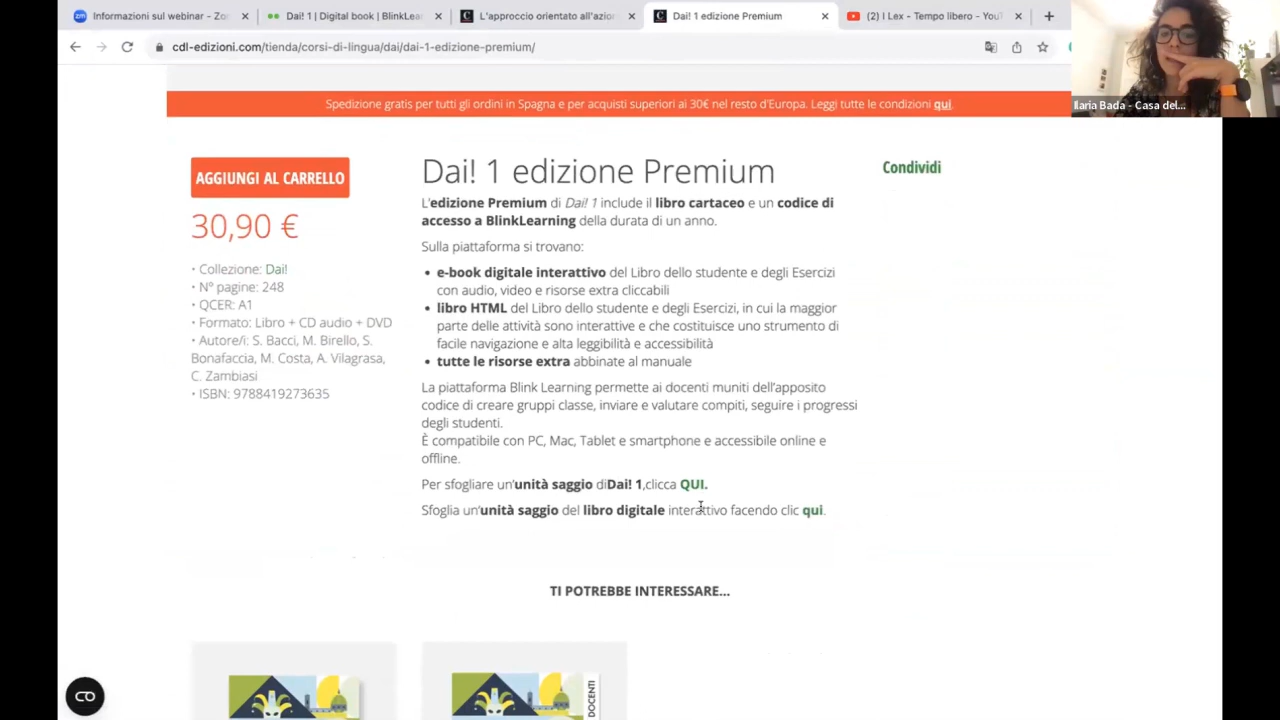 Informazioni sul webinar - Zo
Dai! 1 | Digital book | BlinkLear
L'approccio orientato all'azion
Dai! 1 edizione Premium
(2) I Lex - Tempo libero - YouT
cdl-edizioni.com/tienda/corsi-di-lingua/dai/dai-1-edizione-premium/
Ilaria Bada - Casa del...
Spedizione gratis per tutti gli ordini in Spagna e per acquisti superiori ai 30€ nel resto d'Europa. Leggi tutte le condizioni qui.
AGGIUNGI AL CARRELLO
30,90 €
• Collezione: Dai!
• Nº pagine: 248
• QCER: A1
• Formato: Libro + CD audio + DVD
• Autore/i: S. Bacci, M. Birello, S.
Bonafaccia, M. Costa, A. Vilagrasa,
C. Zambiasi
• ISBN: 9788419273635
Dai! 1 edizione Premium
L'edizione Premium di Dai! 1 include il libro cartaceo e un codice di
accesso a BlinkLearning della durata di un anno.
Sulla piattaforma si trovano:
• e-book digitale interattivo del Libro dello studente e degli Esercizi
con audio, video e risorse extra cliccabili
• libro HTML del Libro dello studente e degli Esercizi, in cui la maggior
parte delle attività sono interattive e che costituisce uno strumento di
facile navigazione e alta leggibilità e accessibilità
• tutte le risorse extra abbinate al manuale
La piattaforma Blink Learning permette ai docenti muniti dell'apposito
codice di creare gruppi classe, inviare e valutare compiti, seguire i progressi
degli studenti.
È compatibile con PC, Mac, Tablet e smartphone e accessibile online e
offline.
Per sfogliare un'unità saggio diDai! 1,clicca QUI.
Sfoglia un'unità saggio del libro digitale interattivo facendo clic qui.
Condividi
TI POTREBBE INTERESSARE...
DOCENTI